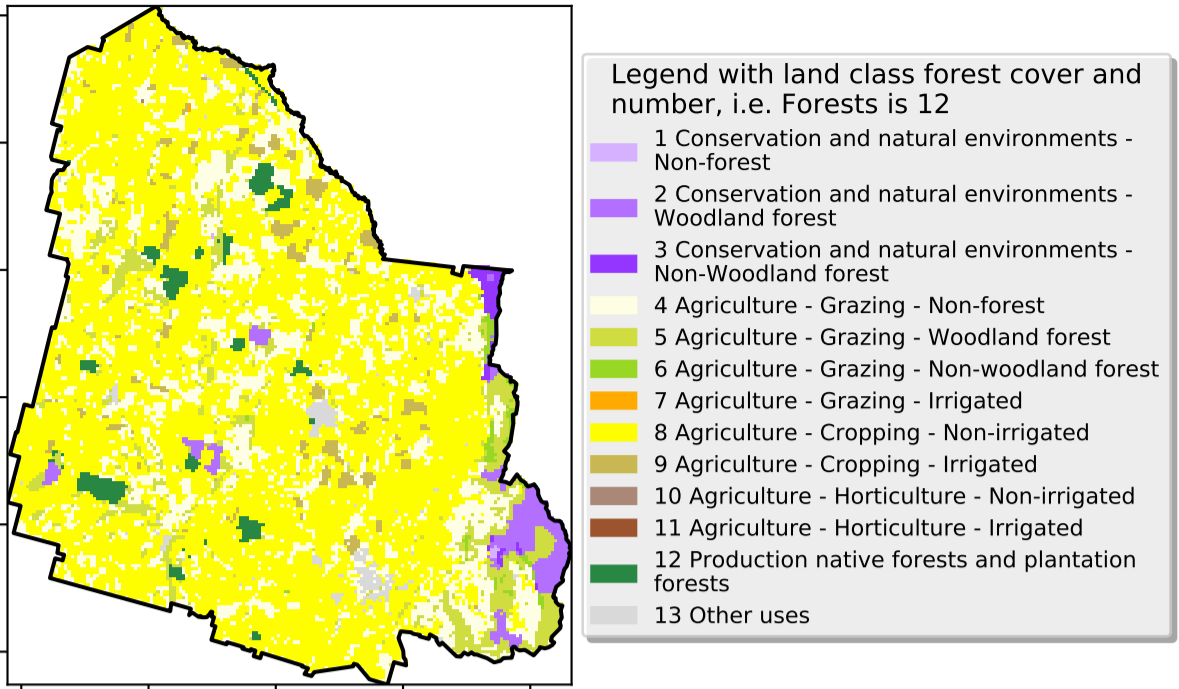 Legend with land class forest cover and
number, i.e. Forests is 12
1 Conservation and natural environments -
Non-forest
2 Conservation and natural environments -
Woodland forest
3 Conservation and natural environments -
Non-Woodland forest
4 Agriculture - Grazing - Non-forest
5 Agriculture - Grazing - Woodland forest
6 Agriculture - Grazing - Non-woodland forest
7 Agriculture - Grazing - Irrigated
8 Agriculture - Cropping - Non-irrigated
9 Agriculture - Cropping - Irrigated
10 Agriculture - Horticulture - Non-irrigated
11 Agriculture - Horticulture - Irrigated
12 Production native forests and plantation
forests
13 Other uses